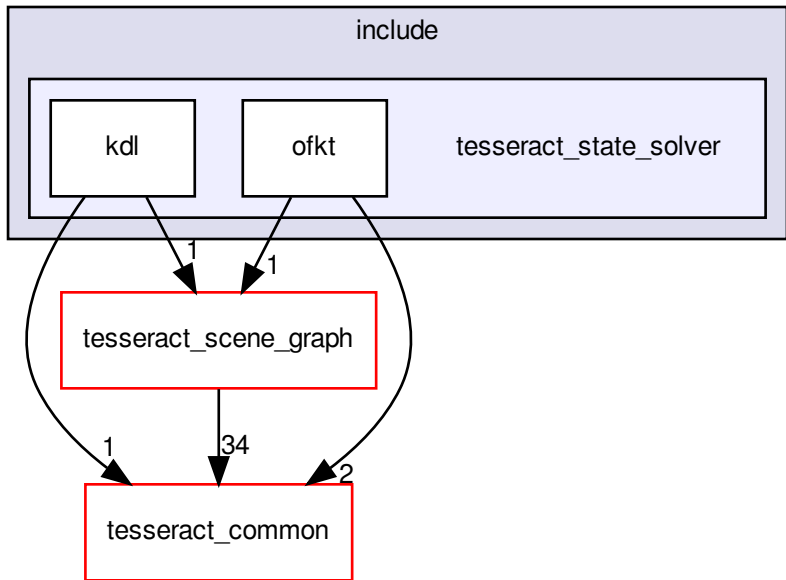 include
kdl
ofkt
tesseract_state_solver
1
1
tesseract_scene_graph
1
34
2
tesseract_common